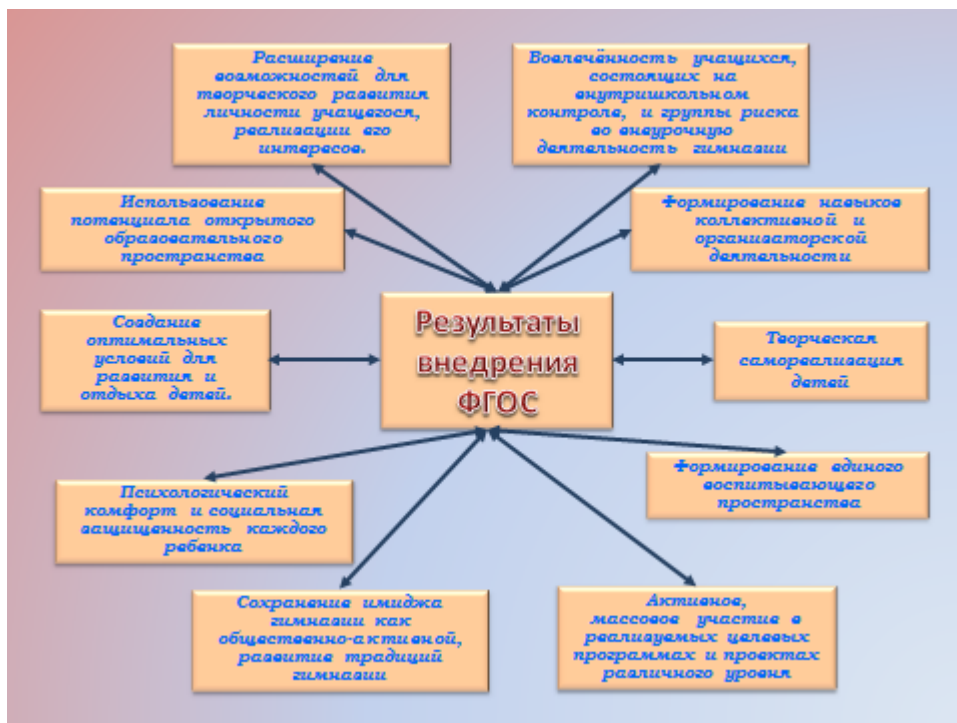 Расширение
возможностей для
творческого развития
личности учащегося,
реализации его
интересов.
Вовлечённость учащихся,
состоящих на
внутришкольном
контроле, и группы риска
во внеурочную
деятельность гимназии
Использование
потенциала открытого
образовательного
пространства
Формирование навыков
коллективной и
организаторской
деятельности
Создание
оптимальных
условий для
развития и
отдыха детей.
Результаты
внедрения
ФГОС
Творческая
самореализация
детей
Психологический
комфорт и социальная
защищенность каждого
ребенка
Формирование единого
воспитывающего
пространства
Сохранение имиджа
гимназии как
общественно-активной,
развитие традиций
гимназии
Активное,
массовое участие в
реализуемых целевых
программах и проектах
различного уровня